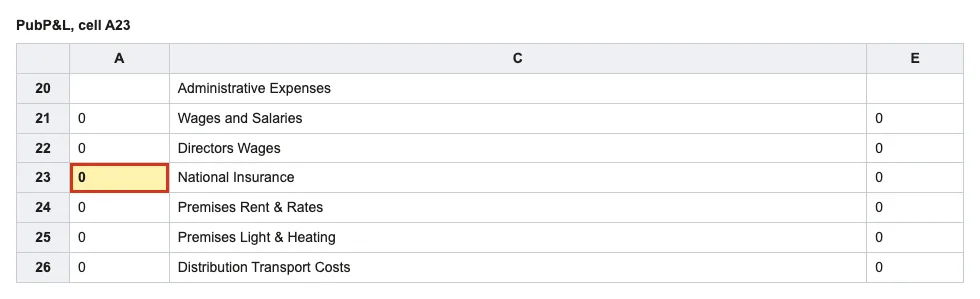 PubP&L, cell A23
A C E
20 Administrative Expenses
21 0 Wages and Salaries 0
22 0 Directors Wages 0
23 0 National Insurance 0
24 0 Premises Rent & Rates 0
25 0 Premises Light & Heating 0
26 0 Distribution Transport Costs 0